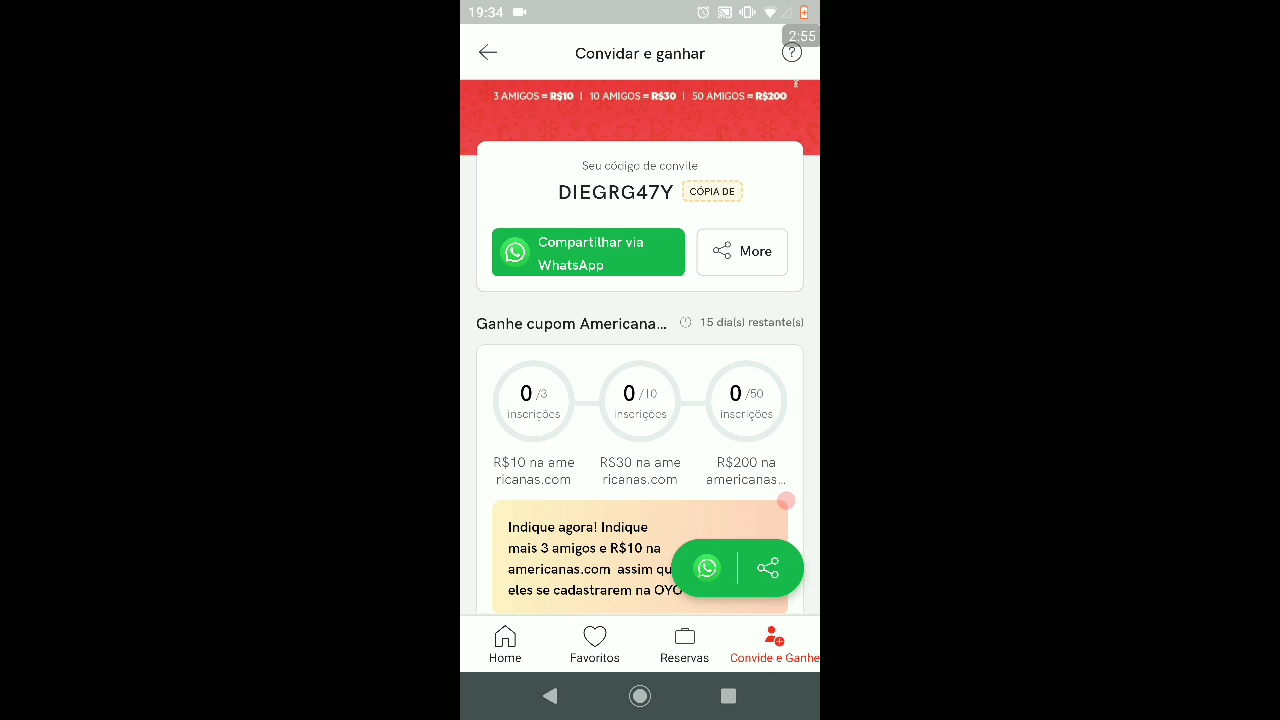 19:34
2:55
Convidar e ganhar
?
3 AMIGOS = R$10 | 10 AMIGOS = R$30 | 50 AMIGOS = R$200
Seu código de convite
DIEGRG47Y CÓPIA DE
Compartilhar via
WhatsApp
More
Ganhe cupom Americana... 15 dia(s) restante(s)
0 /3 0 /10 0 /50
inscrições inscrições inscrições
R$10 na ame R$30 na ame R$200 na
ricanas.com ricanas.com americanas...
Indique agora! Indique
mais 3 amigos e R$10 na
americanas.com assim qu
eles se cadastrarem na OYO
Home Favoritos Reservas Convide e Ganhe